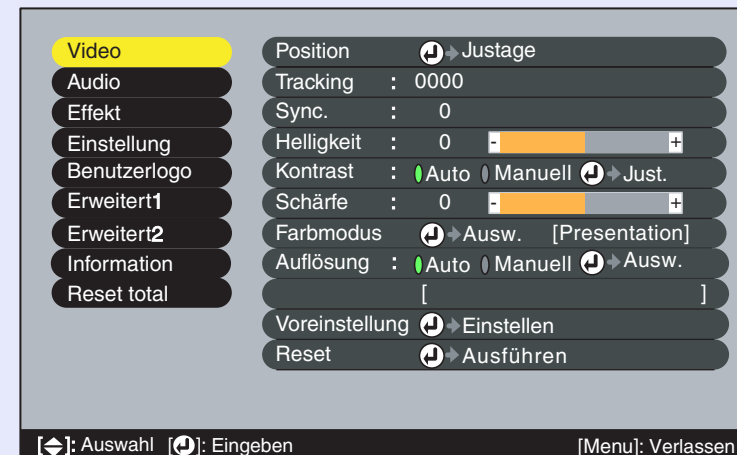 Video
Audio
Effekt
Einstellung
Benutzerlogo
Erweitert1
Erweitert2
Information
Reset total
Position Justage
Tracking : 0000
Sync. : 0
Helligkeit : 0 - +
Kontrast : Auto Manuell Just.
Schärfe : 0 - +
Farbmodus Ausw. [Presentation]
Auflösung : Auto Manuell Ausw.
[ ]
Voreinstellung Einstellen
Reset Ausführen
[ ]: Auswahl [ ]: Eingeben [Menu]: Verlassen